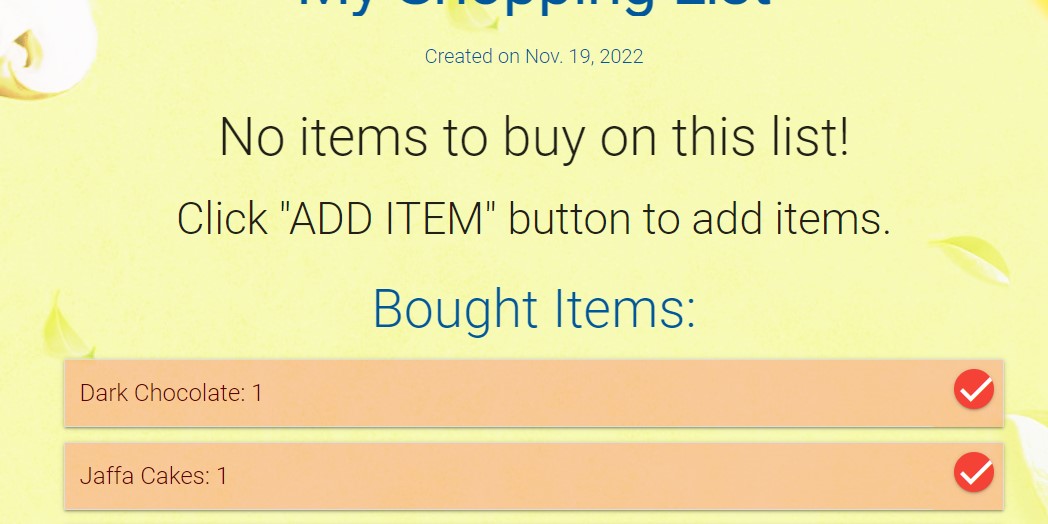 My Shopping List
Created on Nov. 19, 2022
No items to buy on this list!
Click "ADD ITEM" button to add items.
Bought Items:
Dark Chocolate: 1
Jaffa Cakes: 1